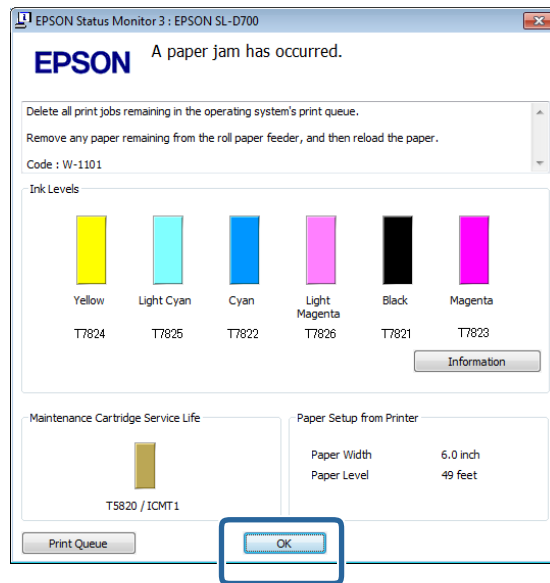 EPSON Status Monitor 3 : EPSON SL-D700
EPSON
A paper jam has occurred.
Delete all print jobs remaining in the operating system's print queue.
Remove any paper remaining from the roll paper feeder, and then reload the paper.
Code : W-1101
Ink Levels
Yellow Light Cyan Cyan Light Magenta Black Magenta
T7824 T7825 T7822 T7826 T7821 T7823
Information
Maintenance Cartridge Service Life
T5820 / ICMT1
Paper Setup from Printer
Paper Width 6.0 inch
Paper Level 49 feet
Print Queue
OK